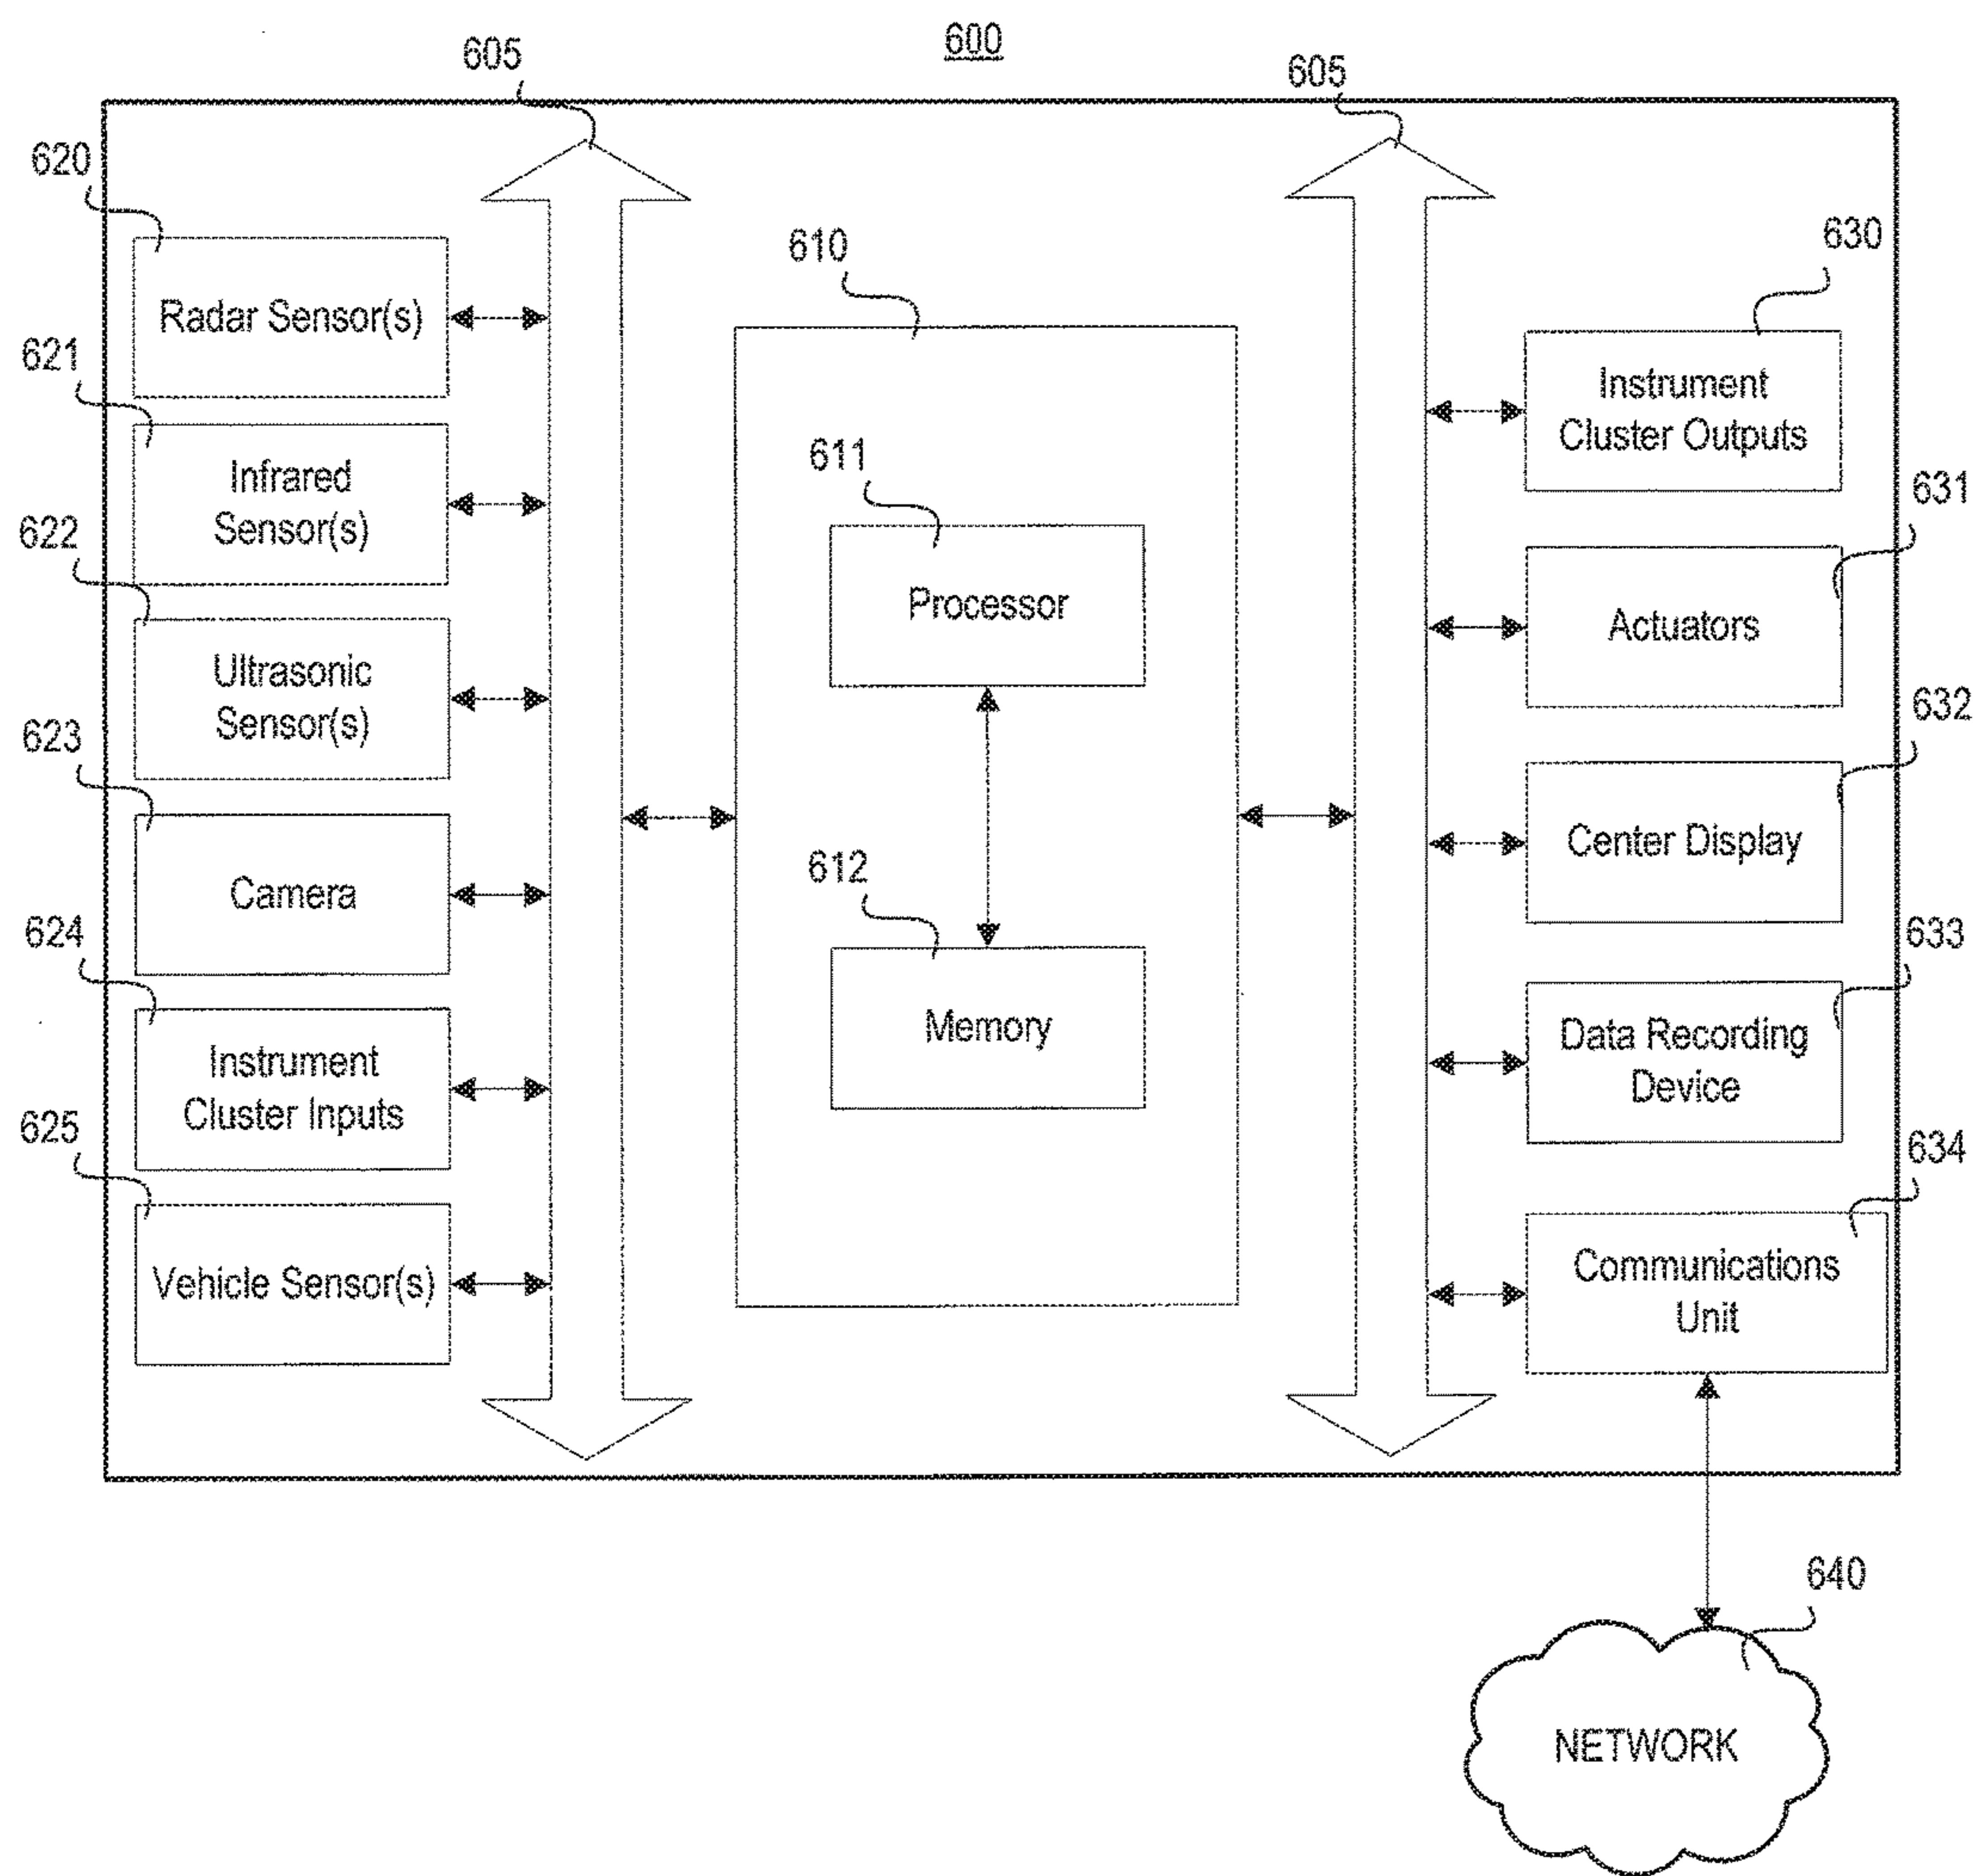 600
605
605
620
Radar Sensor(s)
621
Infrared
Sensor(s)
622
Ultrasonic
Sensor(s)
623
Camera
624
Instrument
Cluster Inputs
625
Vehicle Sensor(s)
610
611
Processor
612
Memory
630
Instrument
Cluster Outputs
631
Actuators
632
Center Display
633
Data Recording
Device
634
Communications
Unit
640
NETWORK